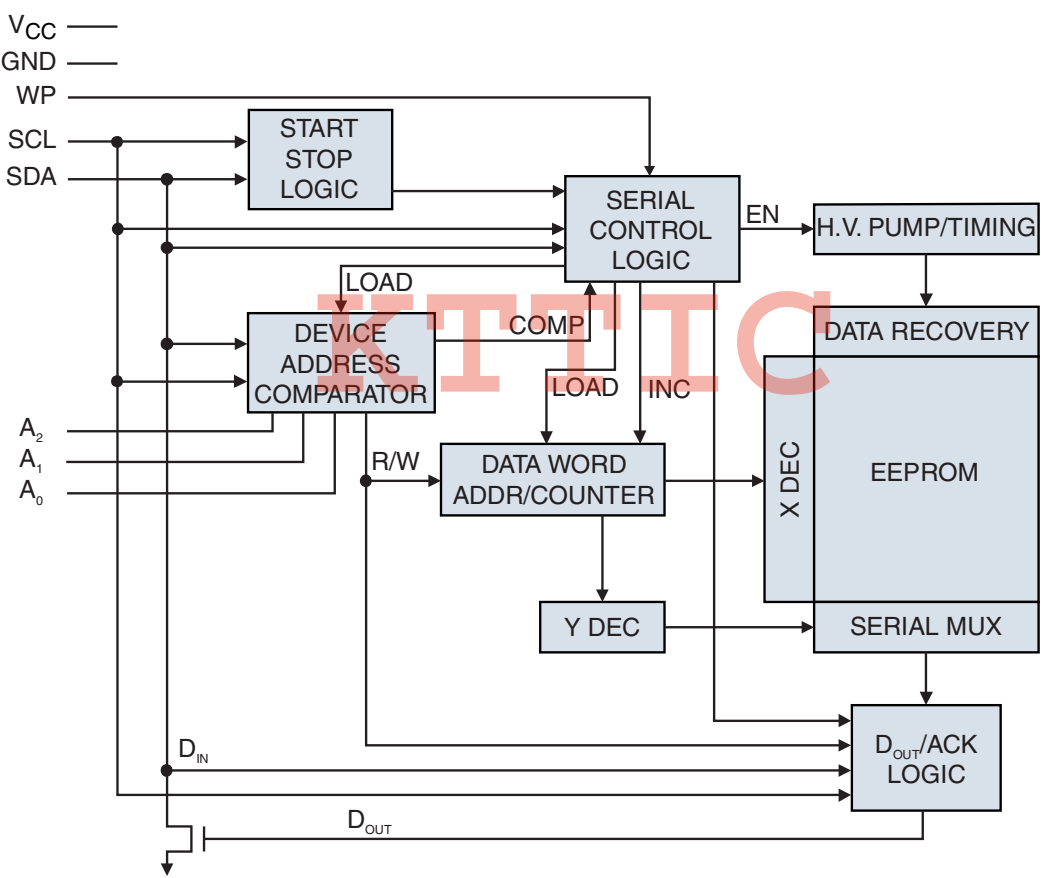 VCC
GND
WP
SCL
SDA
START
STOP
LOGIC
SERIAL
CONTROL
LOGIC
EN
H.V. PUMP/TIMING
LOAD
DEVICE
ADDRESS
COMPARATOR
COMP
LOAD
INC
DATA RECOVERY
KTTIC
A2
A1
A0
R/W
DATA WORD
ADDR/COUNTER
X DEC
EEPROM
Y DEC
SERIAL MUX
DIN
DOUT/ACK
LOGIC
DOUT